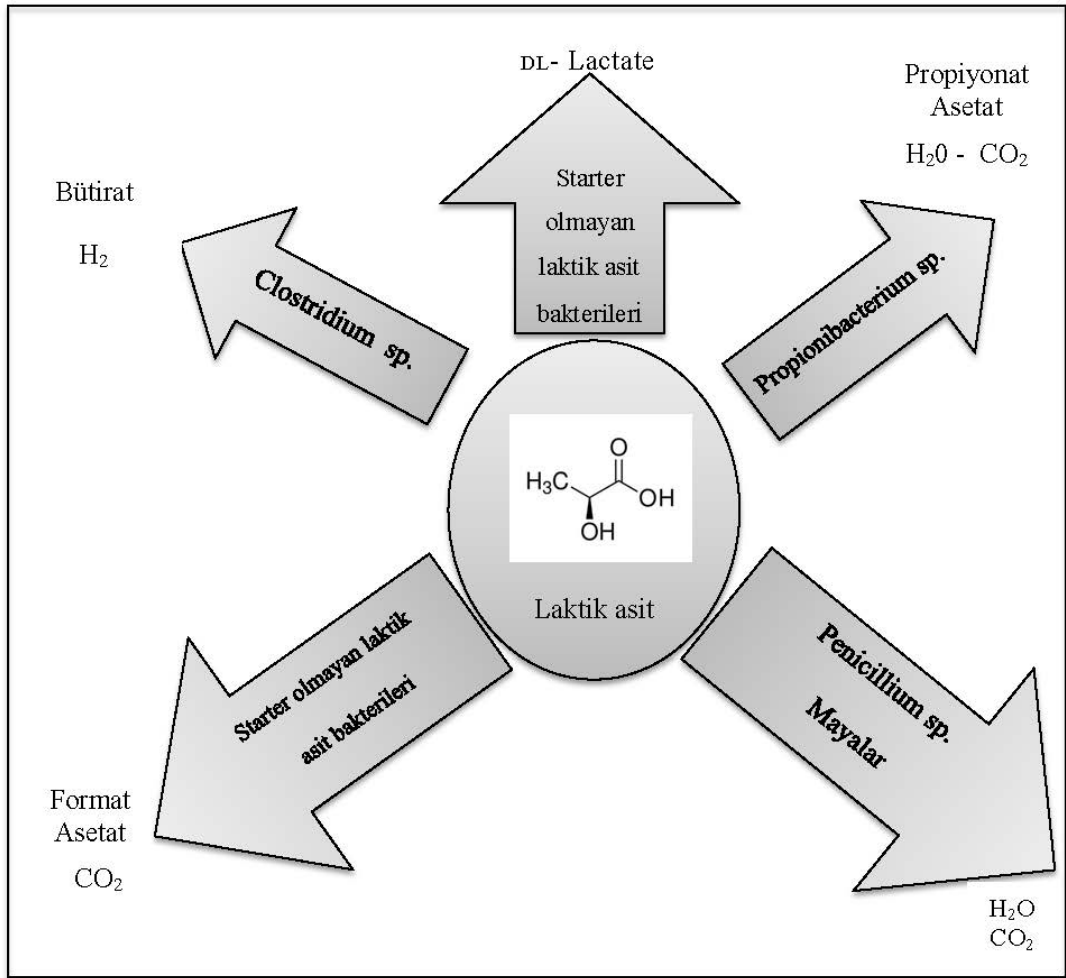 DL- Lactate
Starter
olmayan
laktik asit
bakterileri
Propiyonat
Asetat
H₂0 - CO₂
Propionibacterium sp.
Bütirat
H₂
Clostridium sp.
H₃C
O
OH
OH
Laktik asit
Starter olmayan laktik
asit bakterileri
Format
Asetat
CO₂
Penicillium sp.
Mayalar
H₂O
CO₂